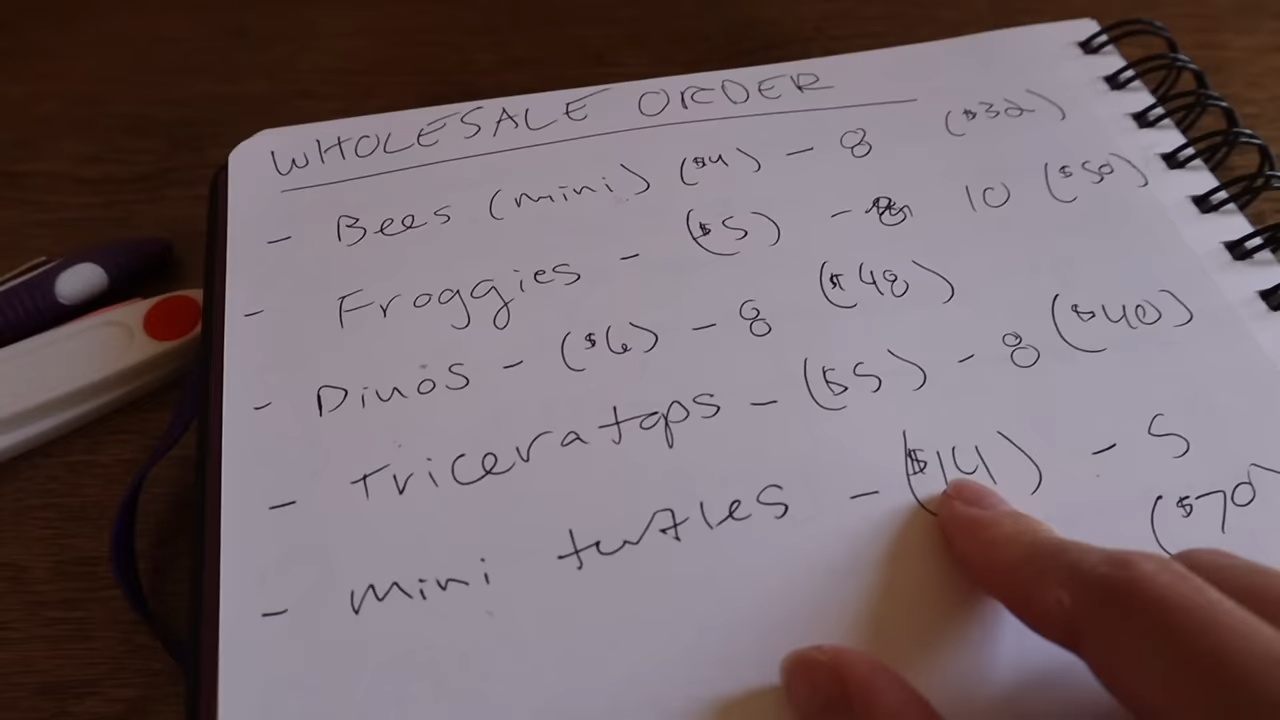 WHOLESALE ORDER
- Bees (mini) ($4) - 8 ($32)
- Froggies - ($5) - 10 ($50)
- Dinos - ($6) - 8 ($48)
- Triceratops - ($5) - 8 ($40)
- mini turtles - ($14) - 5
($70)